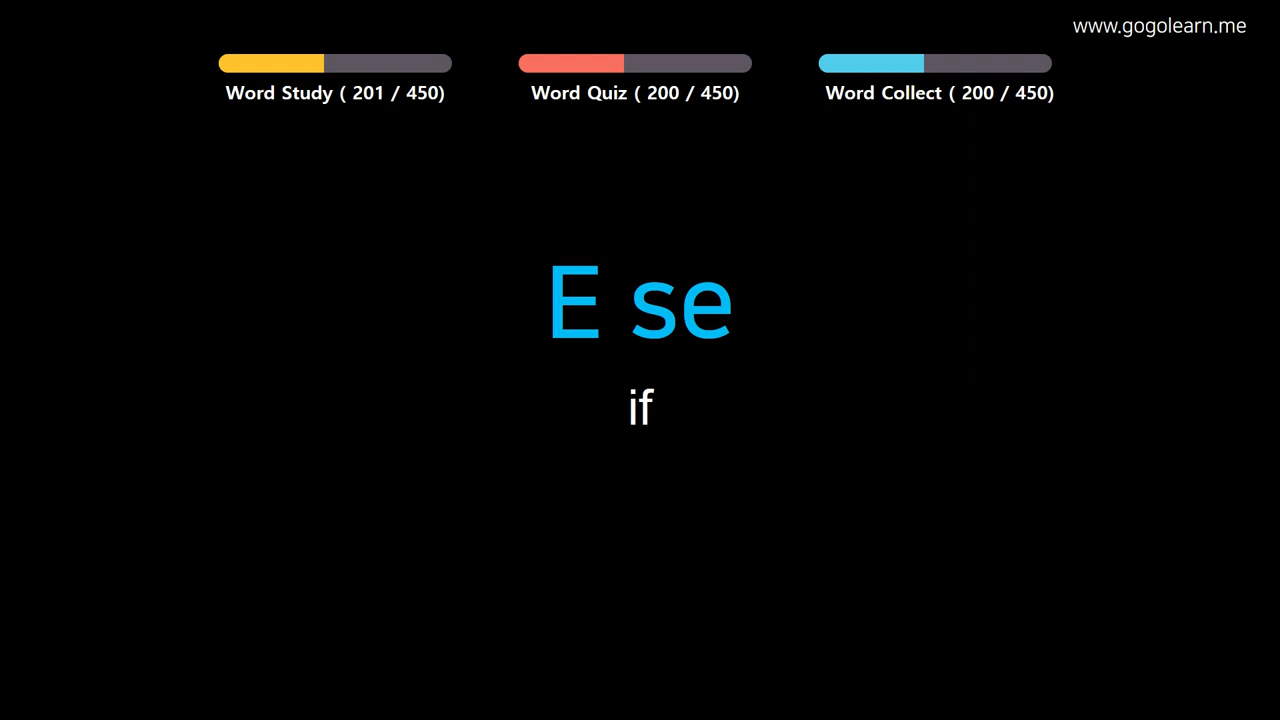 www.gogolearn.me
Word Study ( 201 / 450)
Word Quiz ( 200 / 450)
Word Collect ( 200 / 450)
E se
if